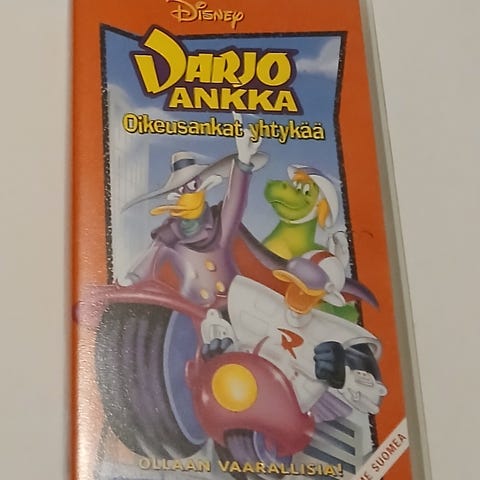 Disney
DARJO
ANKKA
Oikeusankat yhtykää
R
OLLAAN VAARALLISIA!
SUOMEA